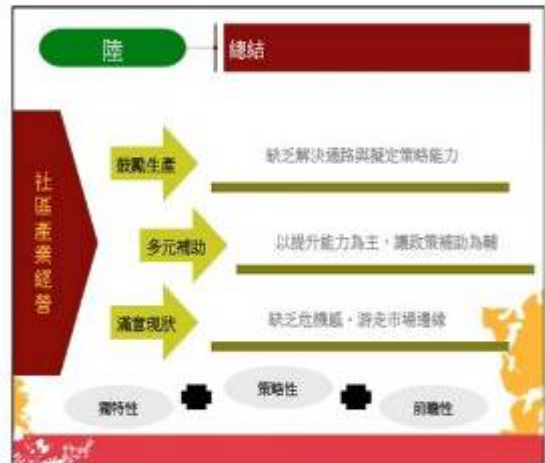 陸
總結
社區產業經營
鼓勵生產
缺乏解決通路與擬定策略能力
多元補助
以提升能力為主，讓政策補助為輔
滿意現狀
缺乏危機感，游走市場邊緣
獨特性
策略性
前瞻性